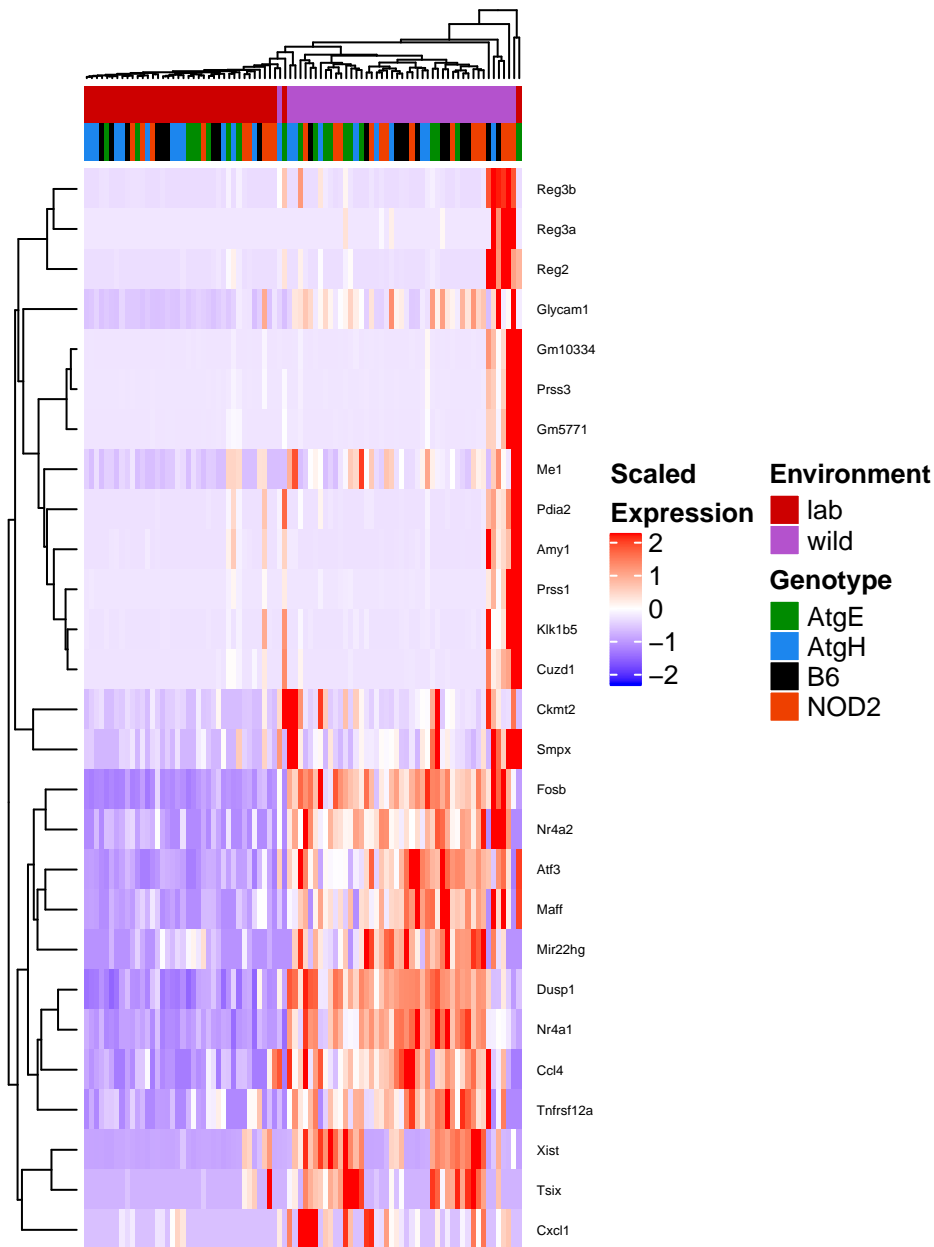 Reg3b
Reg3a
Reg2
Glycam1
Gm10334
Prss3
Gm5771
Me1
Pdia2
Amy1
Prss1
Klk1b5
Cuzd1
Ckmt2
Smpx
Fosb
Nr4a2
Atf3
Maff
Mir22hg
Dusp1
Nr4a1
Ccl4
Tnfrsf12a
Xist
Tsix
Cxcl1
Scaled
Expression
2
1
0
−1
−2
Environment
lab
wild
Genotype
AtgE
AtgH
B6
NOD2